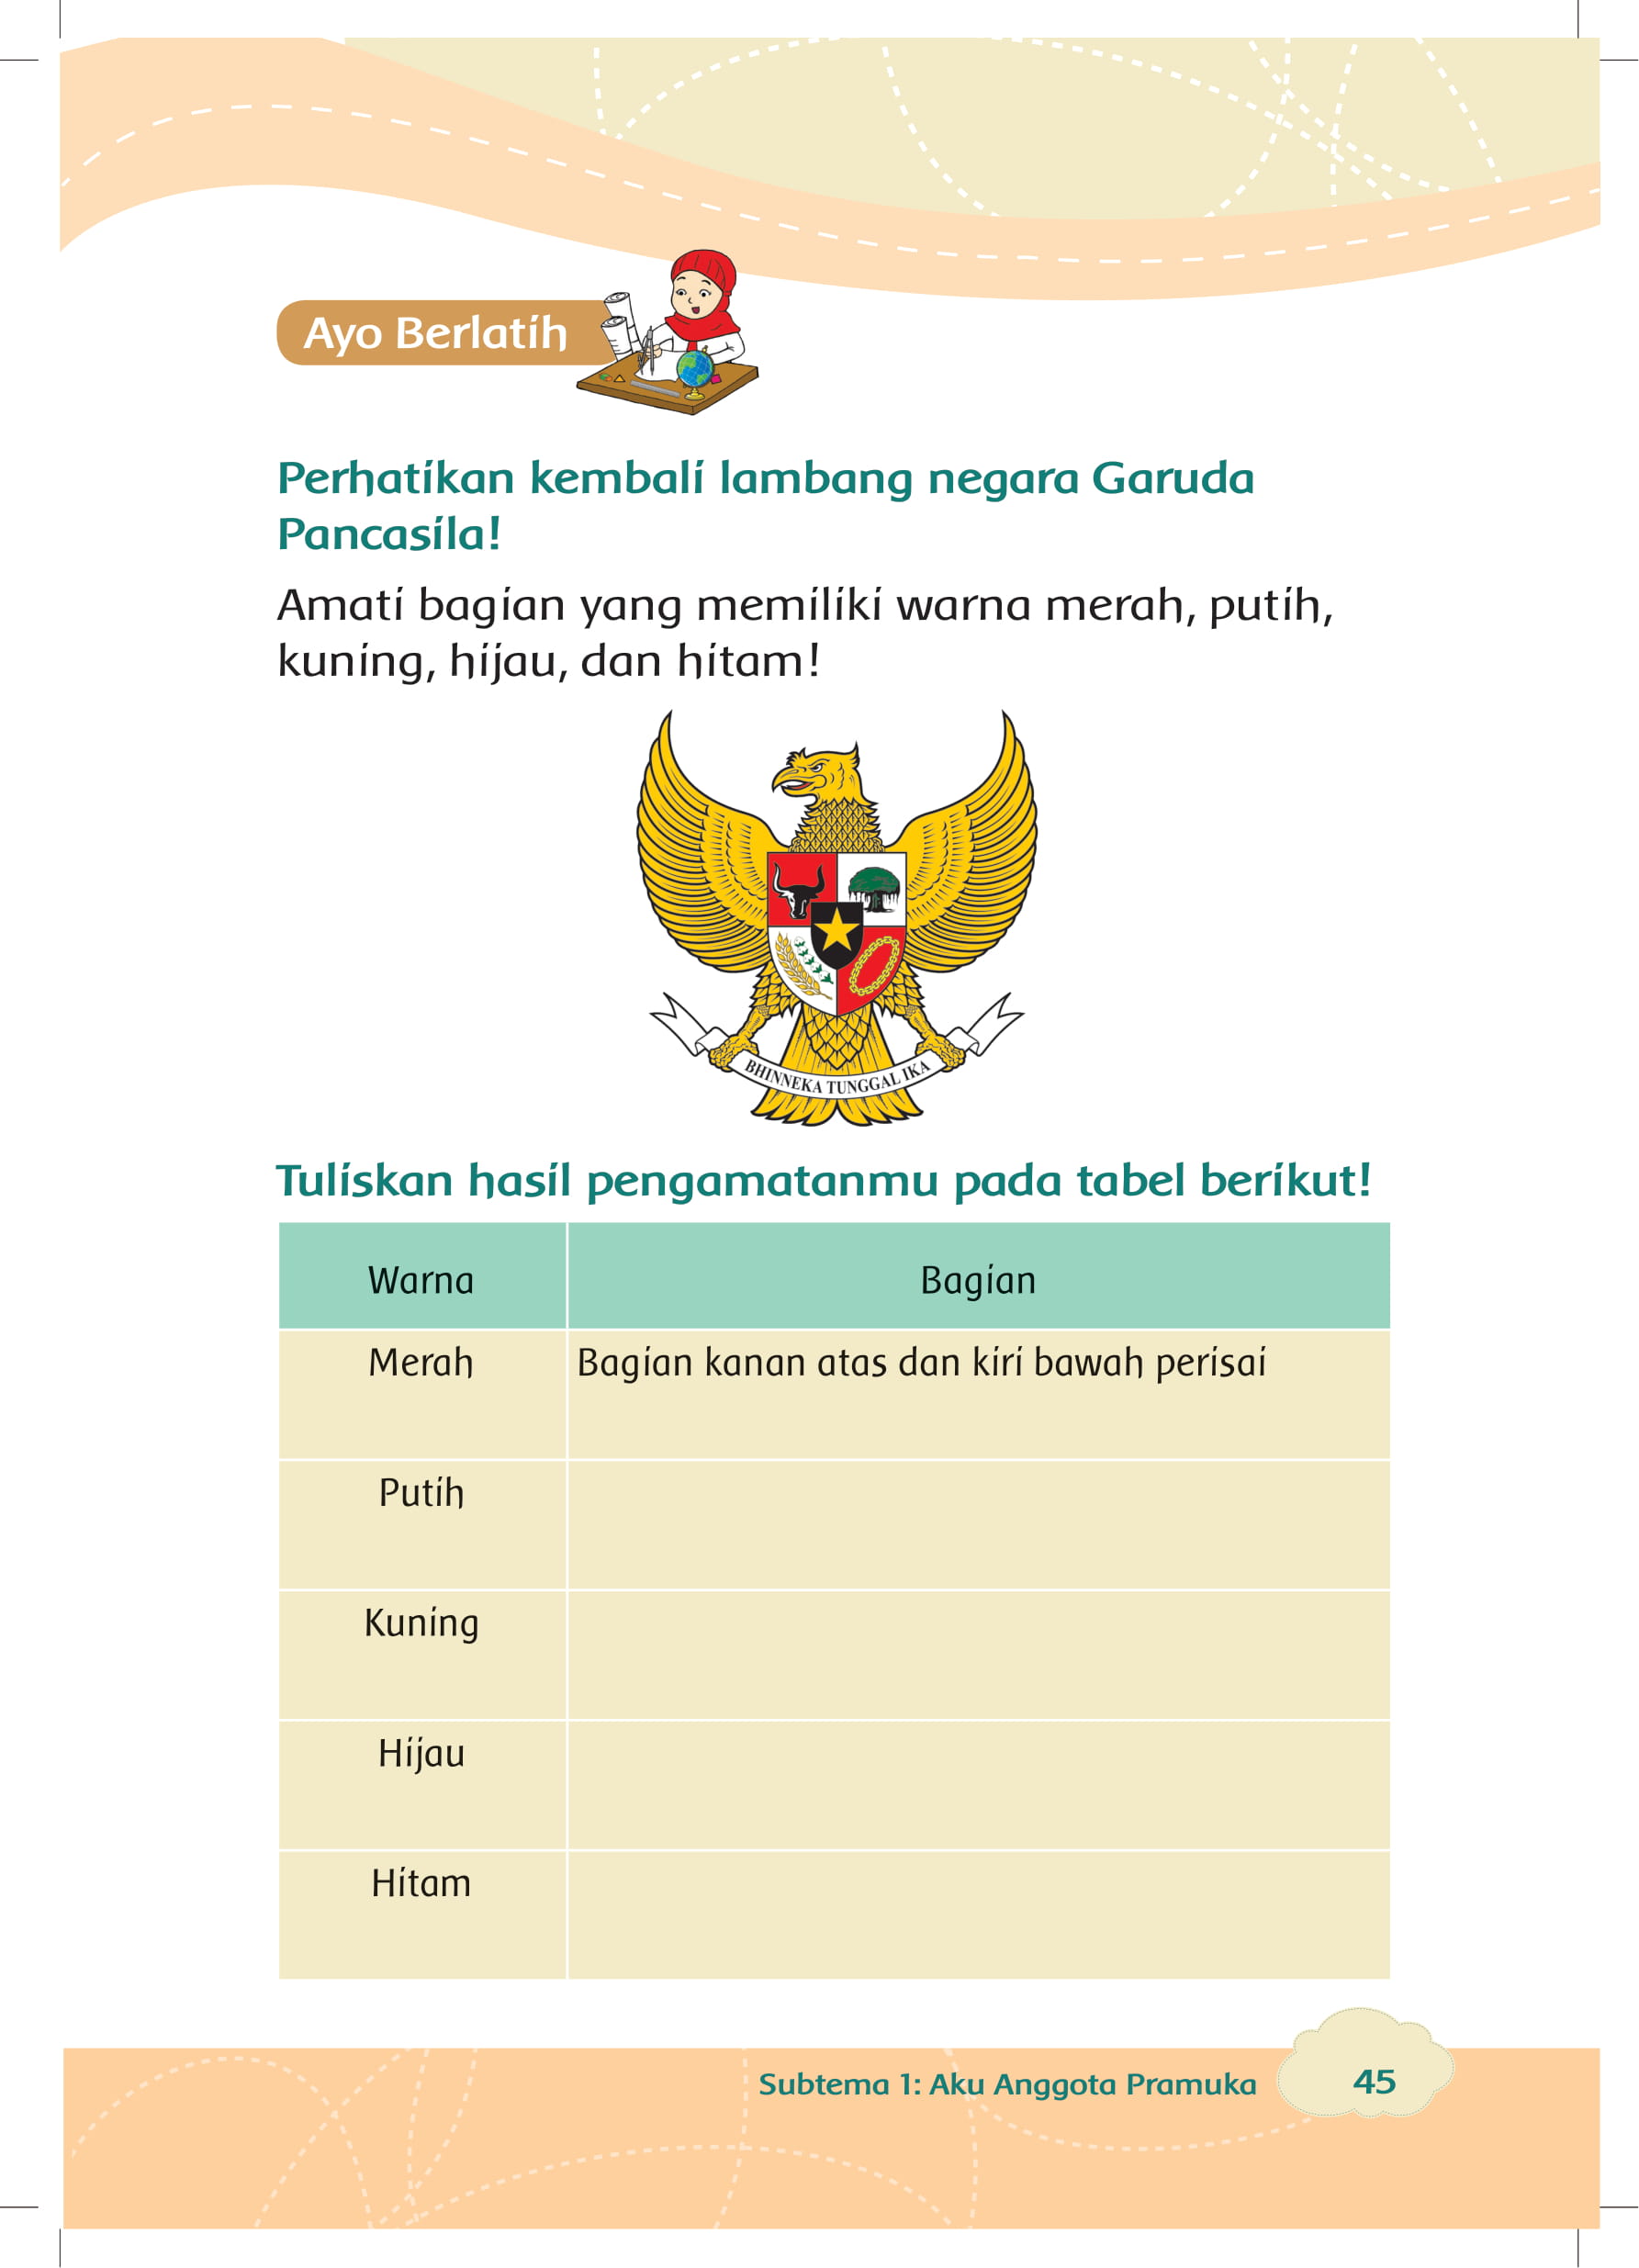 Ayo Berlatih
Perhatikan kembali lambang negara Garuda
Pancasila!
Amati bagian yang memiliki warna merah, putih,
kuning, hijau, dan hitam!
BHINNEKA TUNGGAL IKA
Tuliskan hasil pengamatanmu pada tabel berikut!
Warna Bagian
Merah Bagian kanan atas dan kiri bawah perisai
Putih
Kuning
Hijau
Hitam
Subtema 1: Aku Anggota Pramuka 45